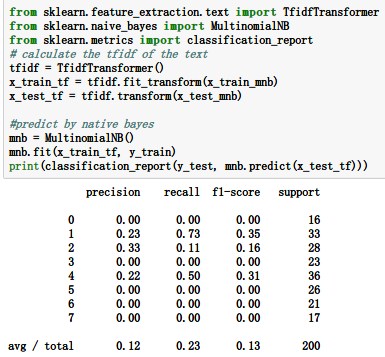 from sklearn.feature_extraction.text import TfidfTransformer
from sklearn.naive_bayes import MultinomialNB
from sklearn.metrics import classification_report
# calculate the tfidf of the text
tfidf = TfidfTransformer()
x_train_tf = tfidf.fit_transform(x_train_mnb)
x_test_tf = tfidf.transform(x_test_mnb)
#predict by native bayes
mnb = MultinomialNB()
mnb.fit(x_train_tf, y_train)
print(classification_report(y_test, mnb.predict(x_test_tf)))
precision recall f1-score support
0 0.00 0.00 0.00 16
1 0.23 0.73 0.35 33
2 0.33 0.11 0.16 28
3 0.00 0.00 0.00 23
4 0.22 0.50 0.31 36
5 0.00 0.00 0.00 26
6 0.00 0.00 0.00 21
7 0.00 0.00 0.00 17
avg / total 0.12 0.23 0.13 200